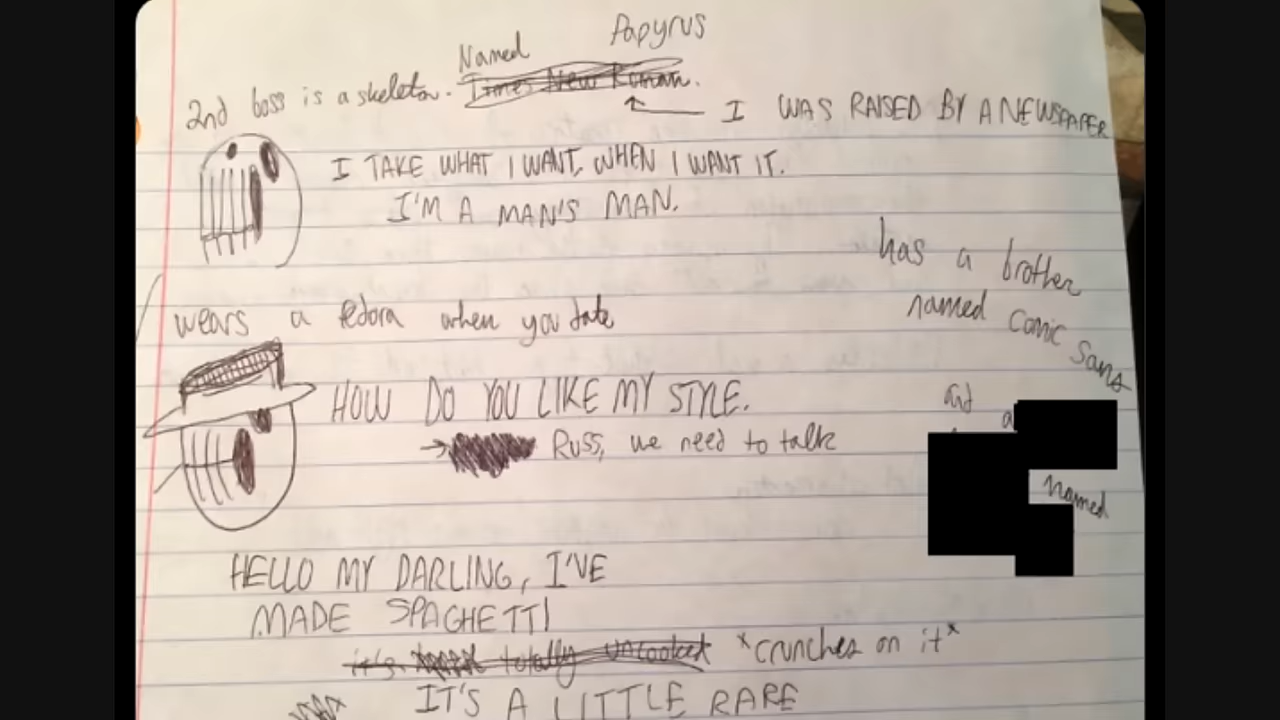 Named Papyrus
2nd boss is a skeleton. Times New Roman.
I WAS RAISED BY A NEWSPAPER
I TAKE WHAT I WANT, WHEN I WANT IT.
I'M A MAN'S MAN.
has a brother
named Comic Sans
wears a fedora when you date
and a
HOW DO YOU LIKE MY STYLE.
Russ, we need to talk
named
HELLO MY DARLING, I'VE
MADE SPAGHETTI
it's totally uncooked *crunches on it*
IT'S A LITTLE RARE